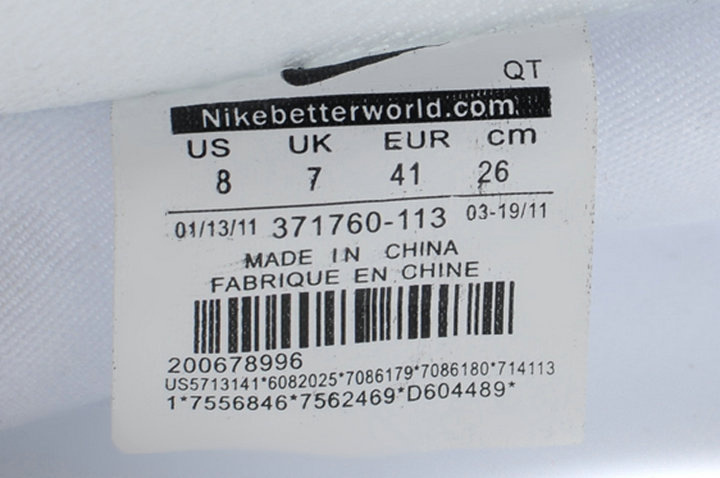 QT
Nikebetterworld.com
US UK EUR cm
8 7 41 26
01/13/11 371760-113 03-19/11
MADE IN CHINA
FABRIQUE EN CHINE
200678996
US5713141*6082025*7086179*7086180*714113
1*7556846*7562469*D604489*